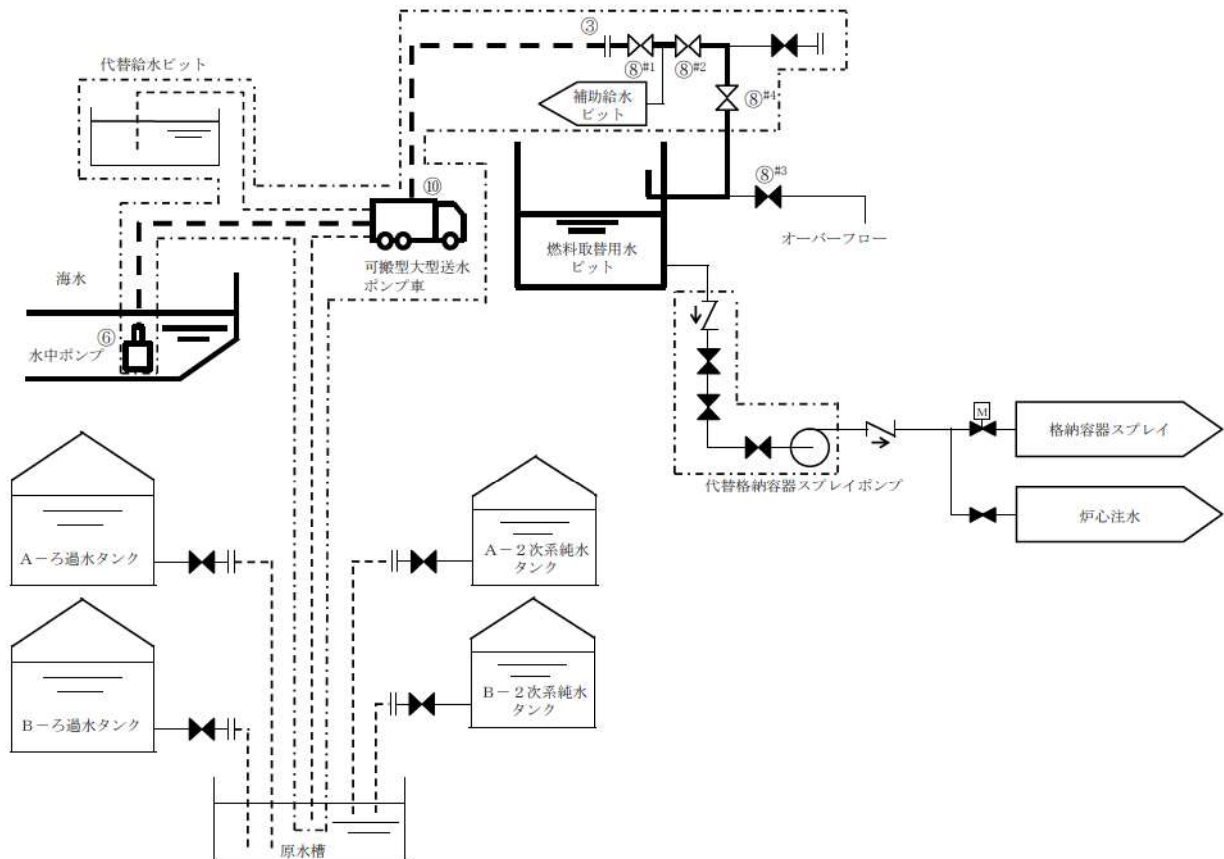 ③
代替給水ピット
⑧#1
⑧#2
補助給水
ピット
⑧#4
⑩
⑧#3
オーバーフロー
燃料取替用水
ピット
可搬型大型送水
ポンプ車
海水
⑥
水中ポンプ
M
格納容器スプレイ
代替格納容器スプレイポンプ
炉心注水
A-ろ過水タンク
A-2次系純水
タンク
B-ろ過水タンク
B-2次系純水
タンク
原水槽